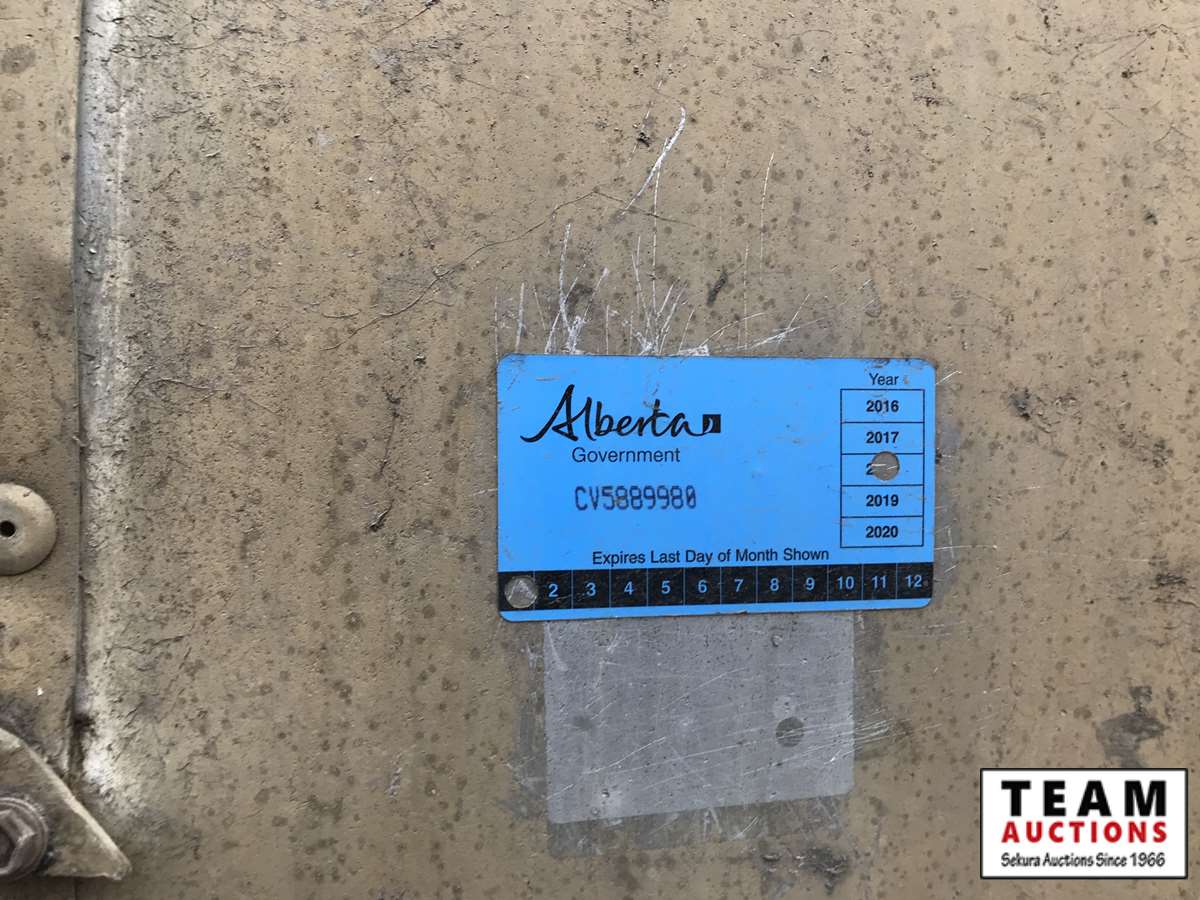 Alberta
Government
CV5889980
Year
2016
2017
2019
2020
Expires Last Day of Month Shown
2 3 4 5 6 7 8 9 10 11 12
TEAM
AUCTIONS
Sekura Auctions Since 1966